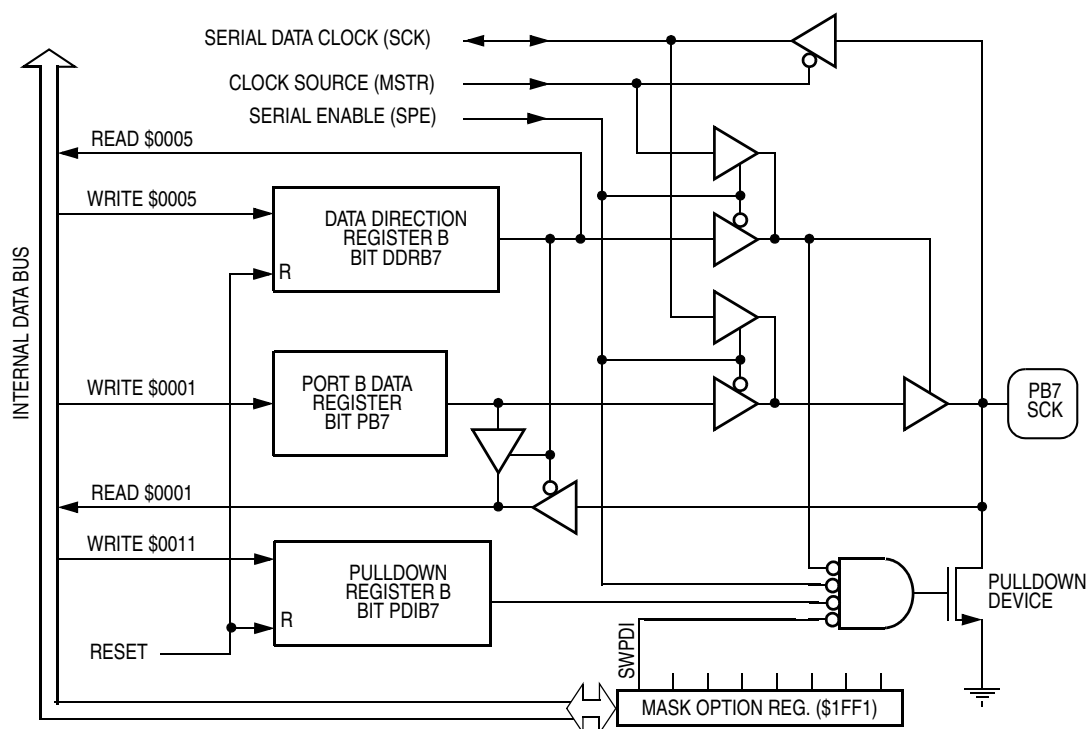 SERIAL DATA CLOCK (SCK)
CLOCK SOURCE (MSTR)
SERIAL ENABLE (SPE)
READ $0005
WRITE $0005
DATA DIRECTION
REGISTER B
BIT DDRB7
R
INTERNAL DATA BUS
WRITE $0001
PORT B DATA
REGISTER
BIT PB7
PB7
SCK
READ $0001
WRITE $0011
PULLDOWN
REGISTER B
BIT PDIB7
R
PULLDOWN
DEVICE
RESET
SWPDI
MASK OPTION REG. ($1FF1)